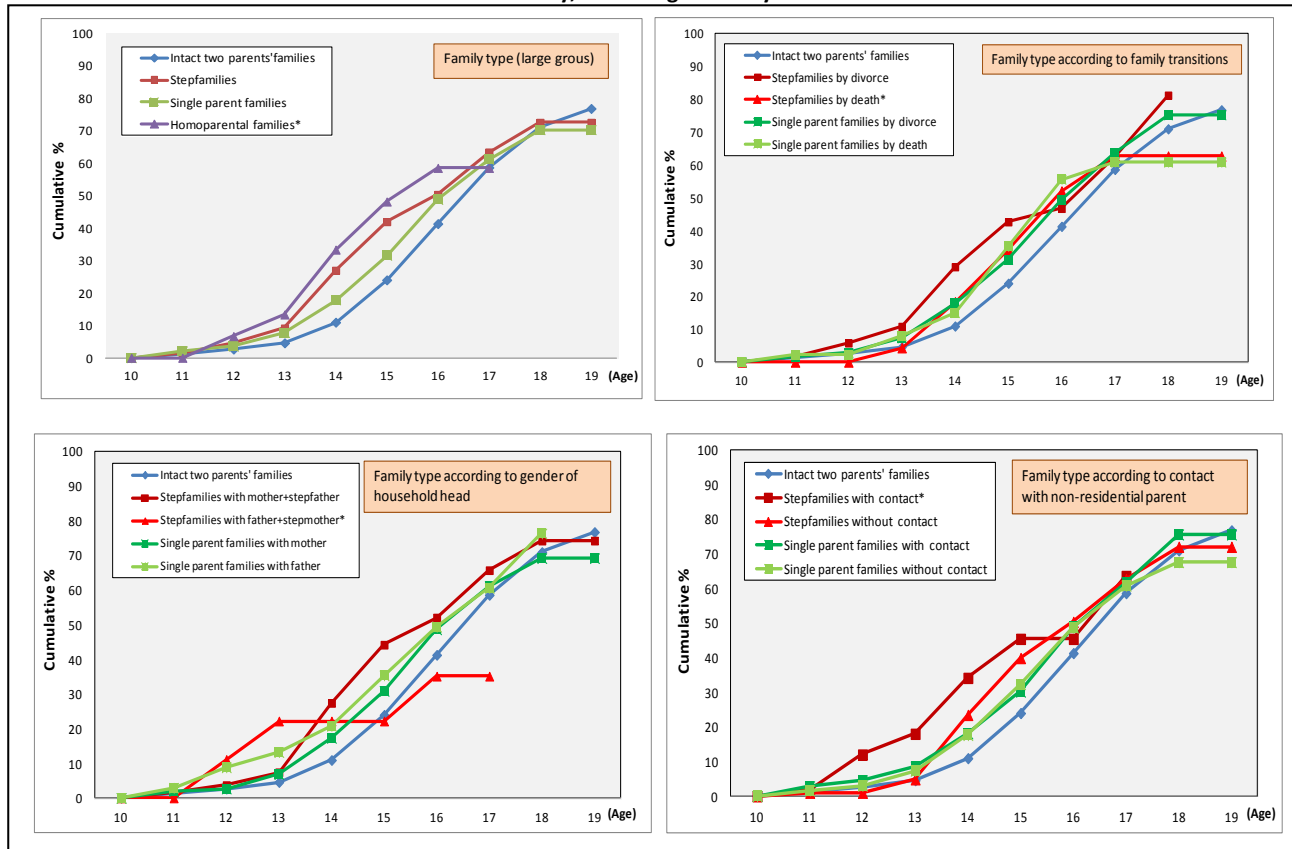 100
90
80
70
60
50
40
30
20
10
0
Cumulative %
Intact two parents'families
Stepfamilies
Single parent families
Homoparental families*
Family type (large grous)
10 11 12 13 14 15 16 17 18 19 (Age)
100
90
80
70
60
50
40
30
20
10
0
Cumulative %
Intact two parents' families
Stepfamilies by divorce
Stepfamilies by death*
Single parent families by divorce
Single parent families by death
Family type according to family transitions
10 11 12 13 14 15 16 17 18 19 (Age)
100
90
80
70
60
50
40
30
20
10
0
Cumulative %
Intact two parents' families
Stepfamilies with mother+stepfather
Stepfamilies with father+stepmother*
Single parent families with mother
Single parent families with father
Family type according to gender of
household head
10 11 12 13 14 15 16 17 18 19 (Age)
100
90
80
70
60
50
40
30
20
10
0
Cumulative %
Intact two parents' families
Stepfamilies with contact*
Stepfamilies without contact
Single parent families with contact
Single parent families without contact
Family type according to contact
with non-residential parent
10 11 12 13 14 15 16 17 18 19 (Age)